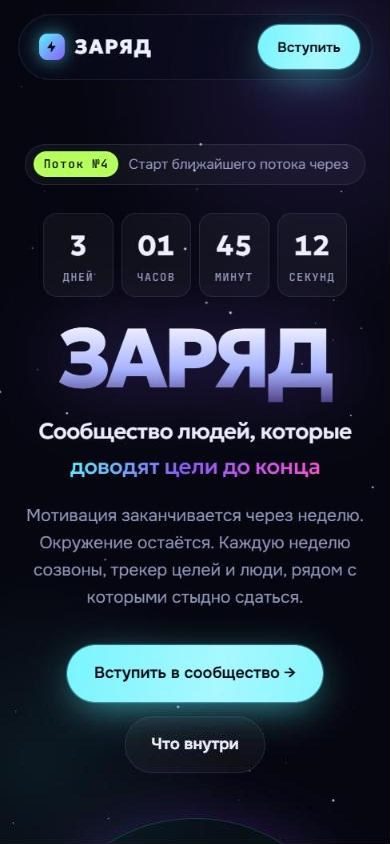 ЗАРЯД
Вступить
Поток №4 Старт ближайшего потока через
3 01 45 12
ДНЕЙ ЧАСОВ МИНУТ СЕКУНД
ЗАРЯД
Сообщество людей, которые
доводят цели до конца
Мотивация заканчивается через неделю.
Окружение остаётся. Каждую неделю
созвоны, трекер целей и люди, рядом с
которыми стыдно сдаться.
Вступить в сообщество →
Что внутри